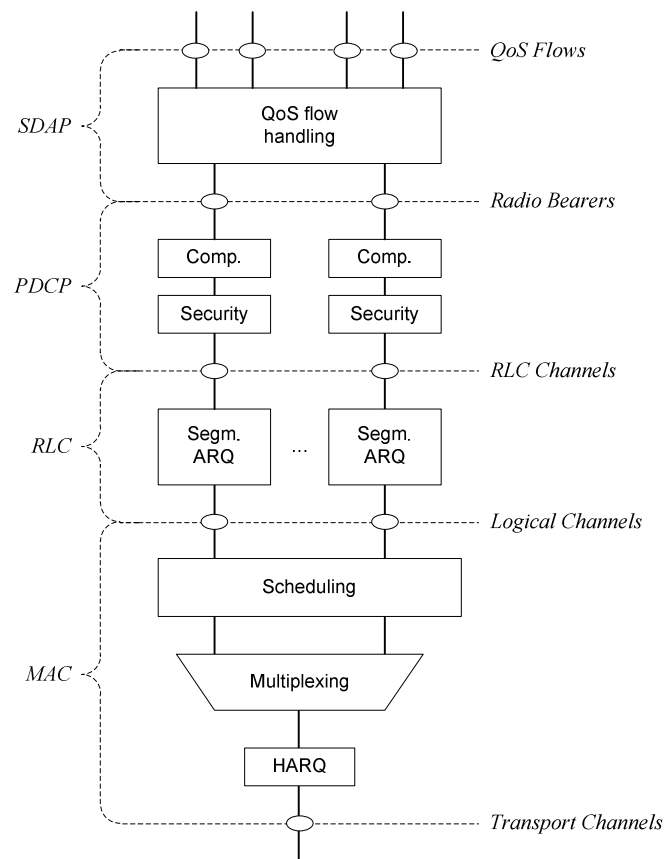 QoS Flows
QoS flow
handling
SDAP
Radio Bearers
Comp.
Comp.
PDCP
Security
Security
RLC Channels
Segm.
ARQ
...
Segm.
ARQ
RLC
Logical Channels
Scheduling
MAC
Multiplexing
HARQ
Transport Channels